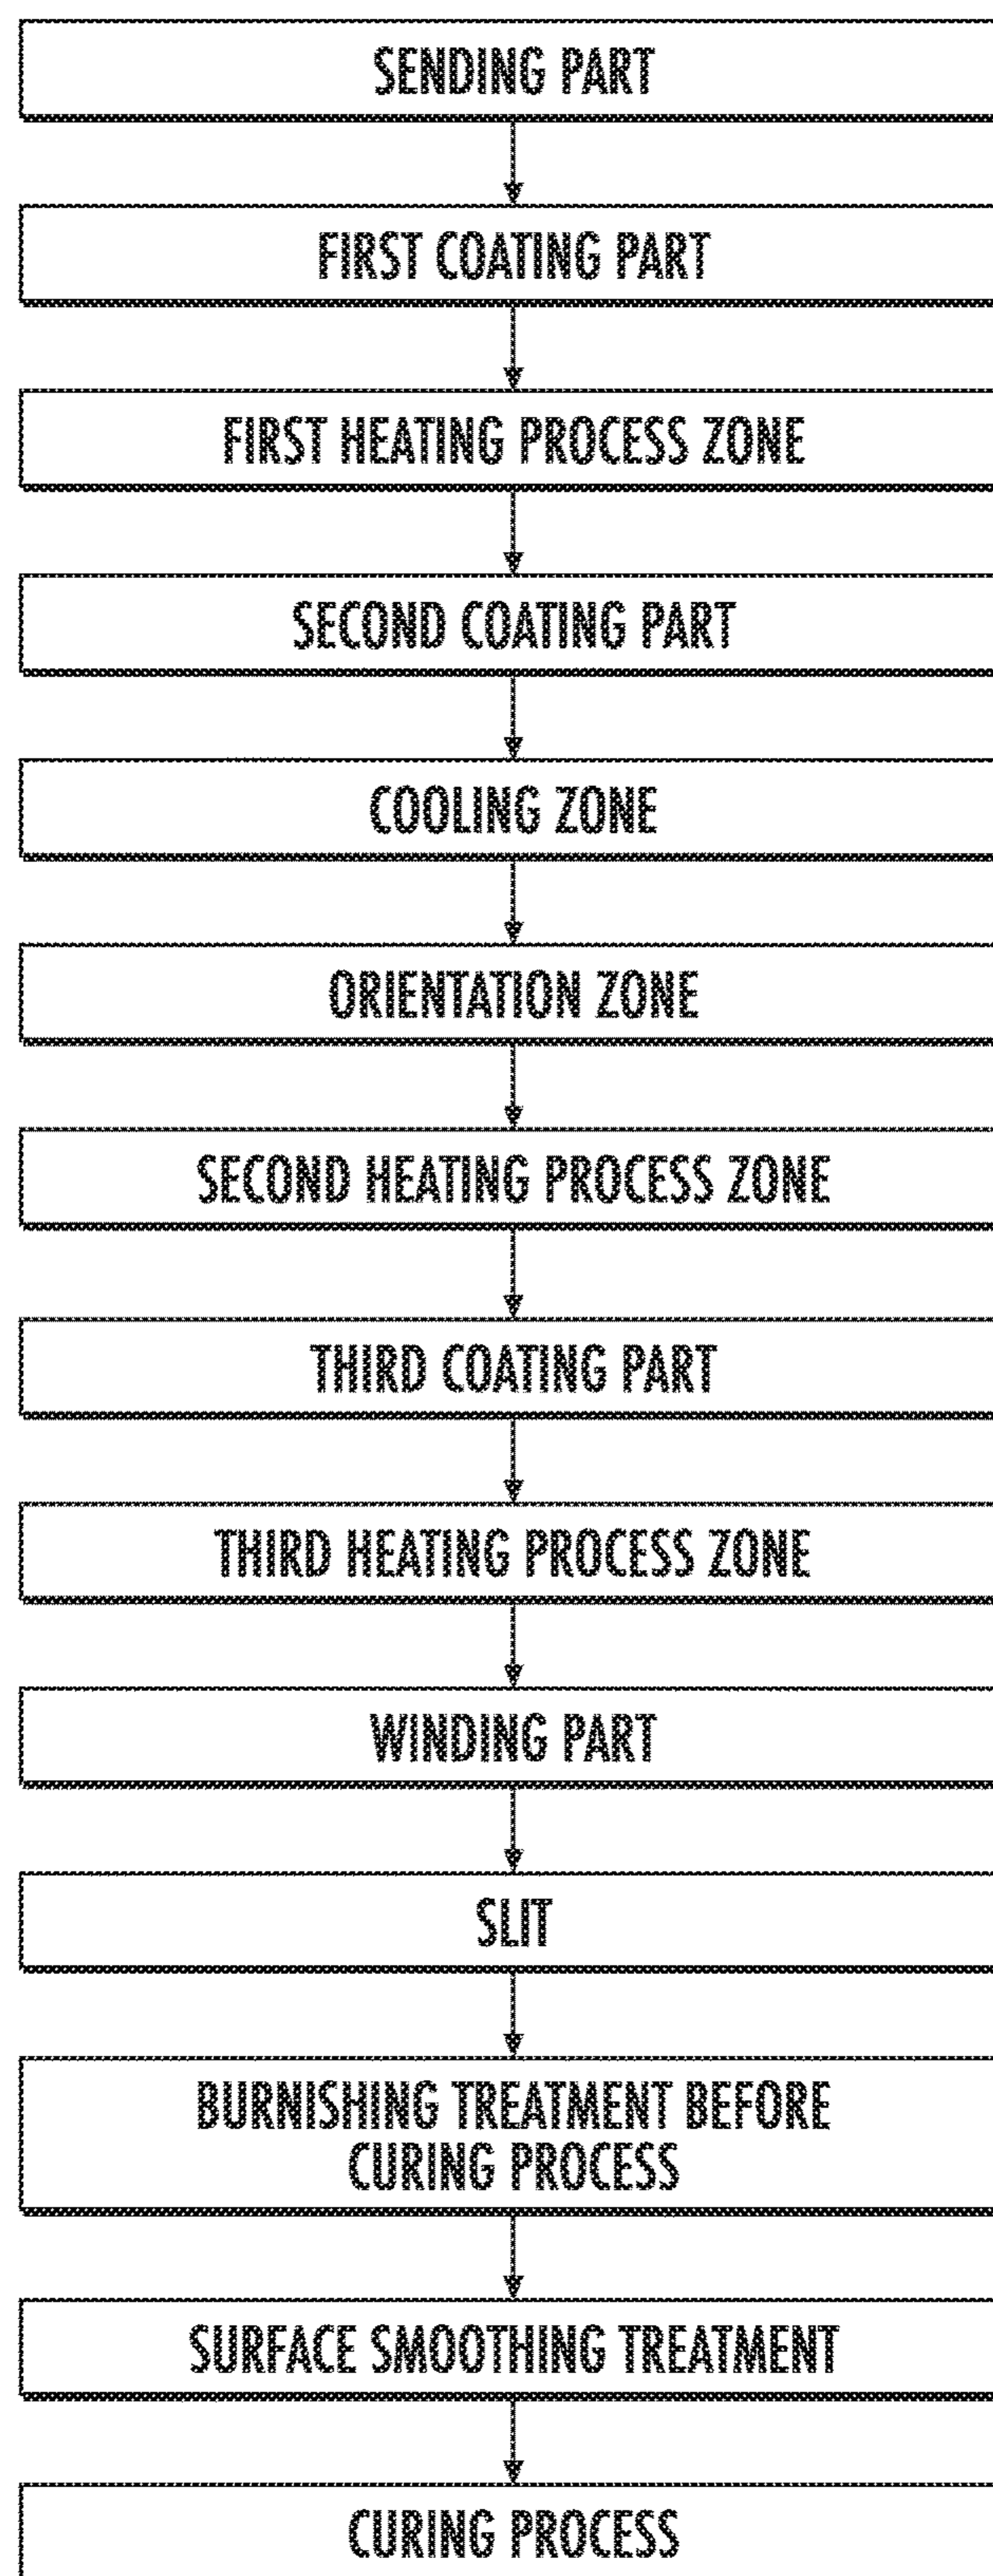 SENDING PART
FIRST COATING PART
FIRST HEATING PROCESS ZONE
SECOND COATING PART
COOLING ZONE
ORIENTATION ZONE
SECOND HEATING PROCESS ZONE
THIRD COATING PART
THIRD HEATING PROCESS ZONE
WINDING PART
SLIT
BURNISHING TREATMENT BEFORE
CURING PROCESS
SURFACE SMOOTHING TREATMENT
CURING PROCESS